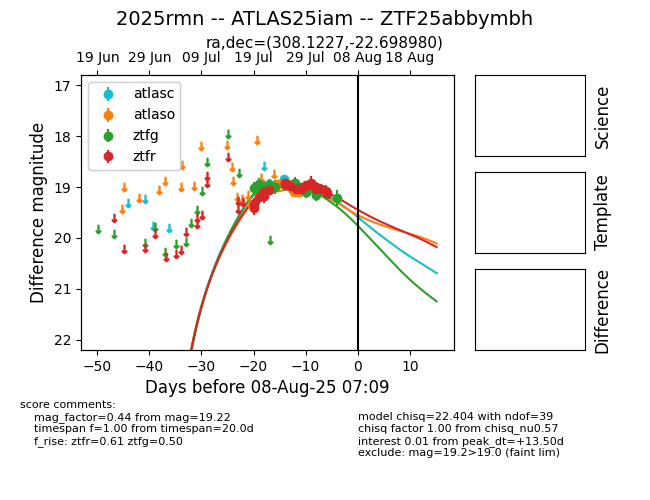 2025rmn -- ATLAS25iam -- ZTF25abbymbh
ra,dec=(308.1227,-22.698980)
19 Jun 29 Jun 09 Jul 19 Jul 29 Jul 08 Aug 18 Aug
17
18
19
20
21
22
Difference magnitude
atlasc
atlaso
ztfg
ztfr
−50 −40 −30 −20 −10 0 10
Days before 08-Aug-25 07:09
Science
Template
Difference
score comments:
mag_factor=0.44 from mag=19.22
timespan f=1.00 from timespan=20.0d
f_rise: ztfr=0.61 ztfg=0.50
model chisq=22.404 with ndof=39
chisq factor 1.00 from chisq_nu0.57
interest 0.01 from peak_dt=+13.50d
exclude: mag=19.2>19.0 (faint lim)